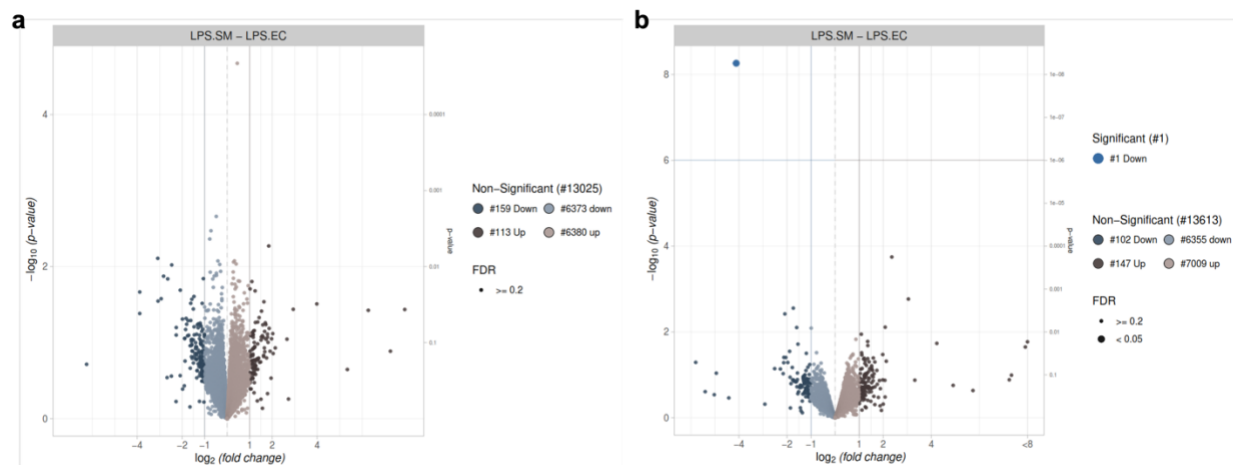 a
LPS.SM − LPS.EC
4
2
0
− log10 (p−value)
−4
−2
−1
1
2
4
log2 (fold change)
0.0001
0.001
0.01
0.1
p−value
Non−Significant (#13025)
#159 Down
#6373 down
#113 Up
#6380 up
FDR
>= 0.2
b
LPS.SM − LPS.EC
8
6
4
2
0
− log10 (p−value)
−4
−2
−1
1
2
4
<8
log2 (fold change)
1e−08
1e−07
1e−06
1e−05
0.0001
0.001
0.01
0.1
p−value
Significant (#1)
#1 Down
Non−Significant (#13613)
#102 Down
#6355 down
#147 Up
#7009 up
FDR
>= 0.2
< 0.05